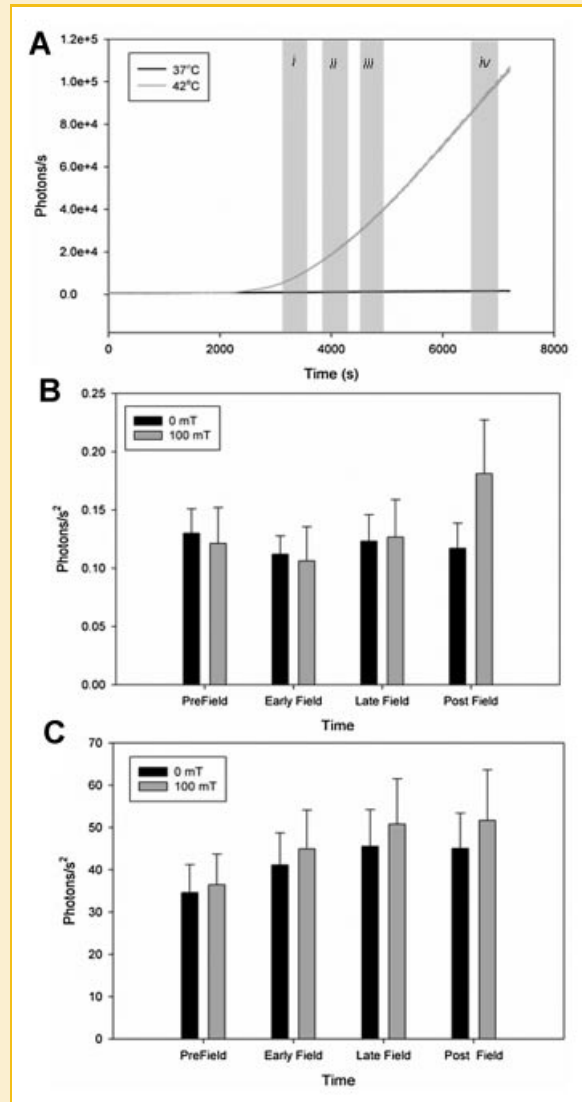 A
1.2e+5
1.0e+5
8.0e+4
6.0e+4
4.0e+4
2.0e+4
0.0
Photons/s
37°C
42°C
i
ii
iii
iv
0
2000
4000
6000
8000
Time (s)
B
0.25
0.20
0.15
0.10
0.05
0.00
Photons/s²
0 mT
100 mT
PreField
Early Field
Late Field
Post Field
Time
C
70
60
50
40
30
20
10
0
Photons/s²
0 mT
100 mT
PreField
Early Field
Late Field
Post Field
Time